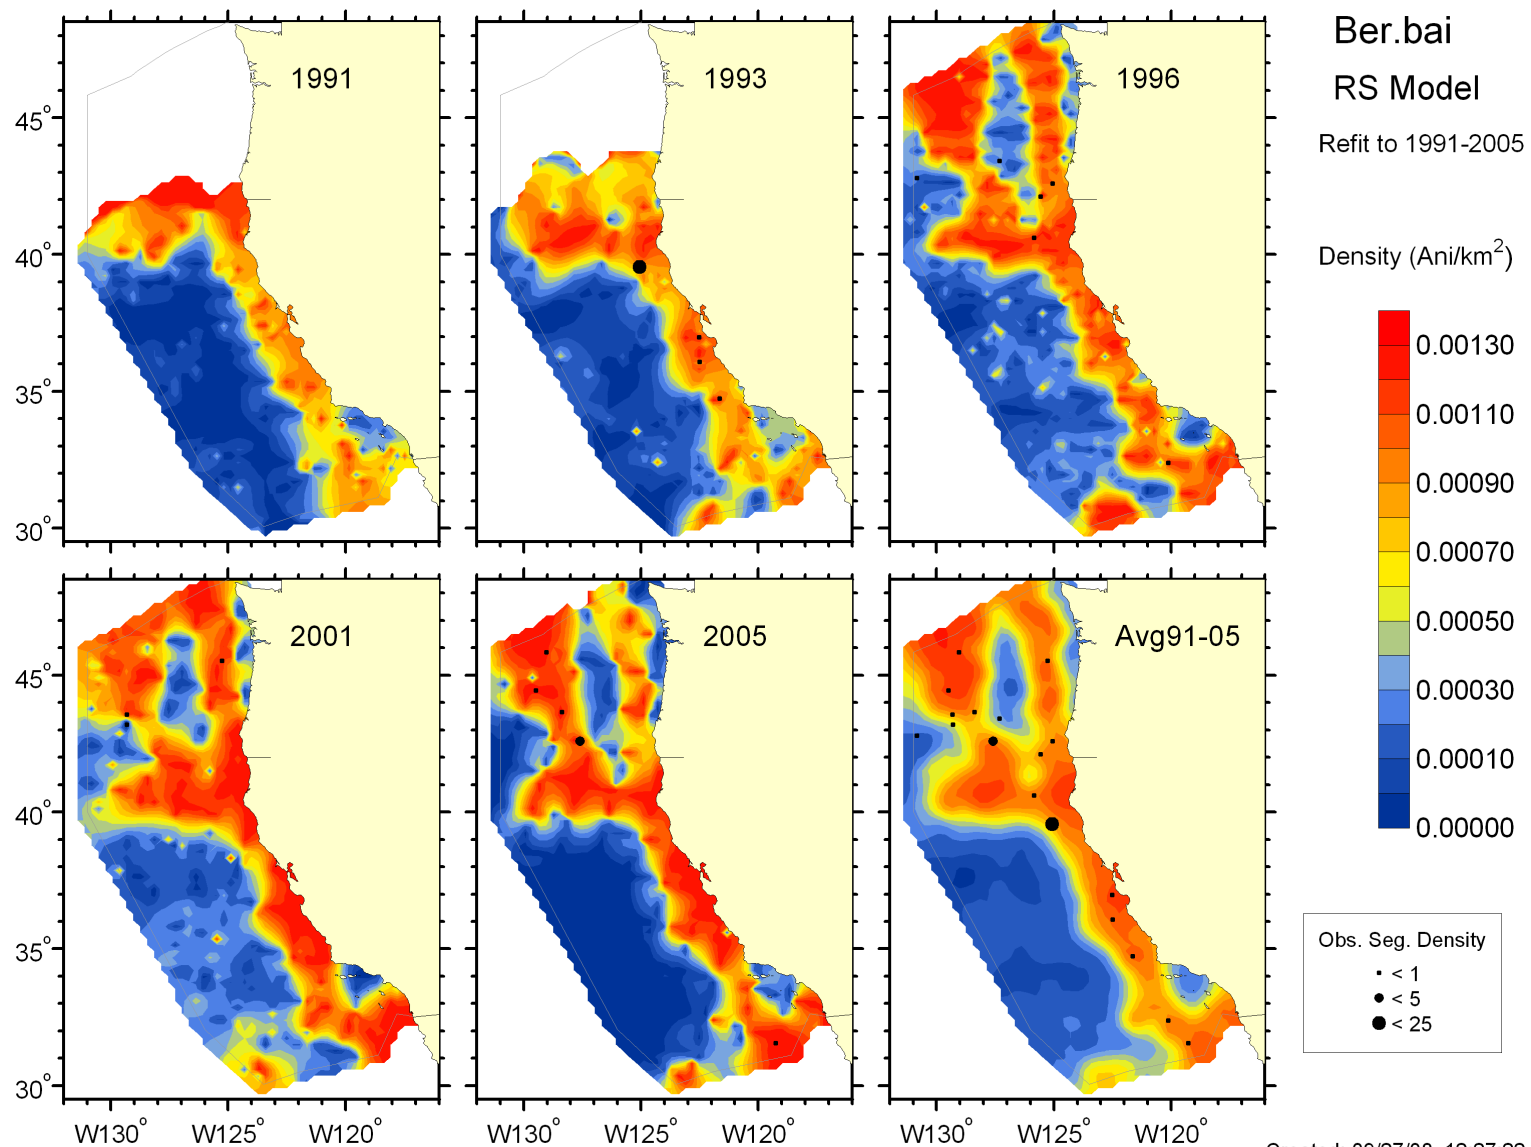 Ber.bai
RS Model
Refit to 1991-2005
1991
1993
1996
45°
40°
35°
30°
2001
2005
Avg91-05
45°
40°
35°
30°
W130° W125° W120°
W130° W125° W120°
W130° W125° W120°
Density (Ani/km²)
0.00130
0.00110
0.00090
0.00070
0.00050
0.00030
0.00010
0.00000
Obs. Seg. Density
< 1
< 5
< 25